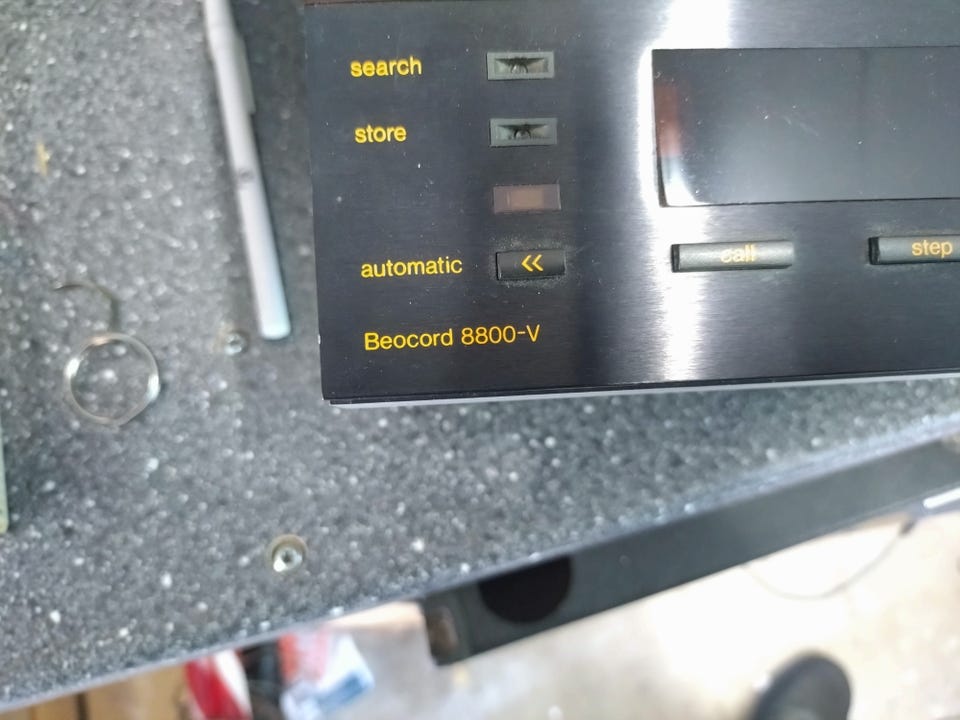 search
store
automatic <<
call step
Beocord 8800-V